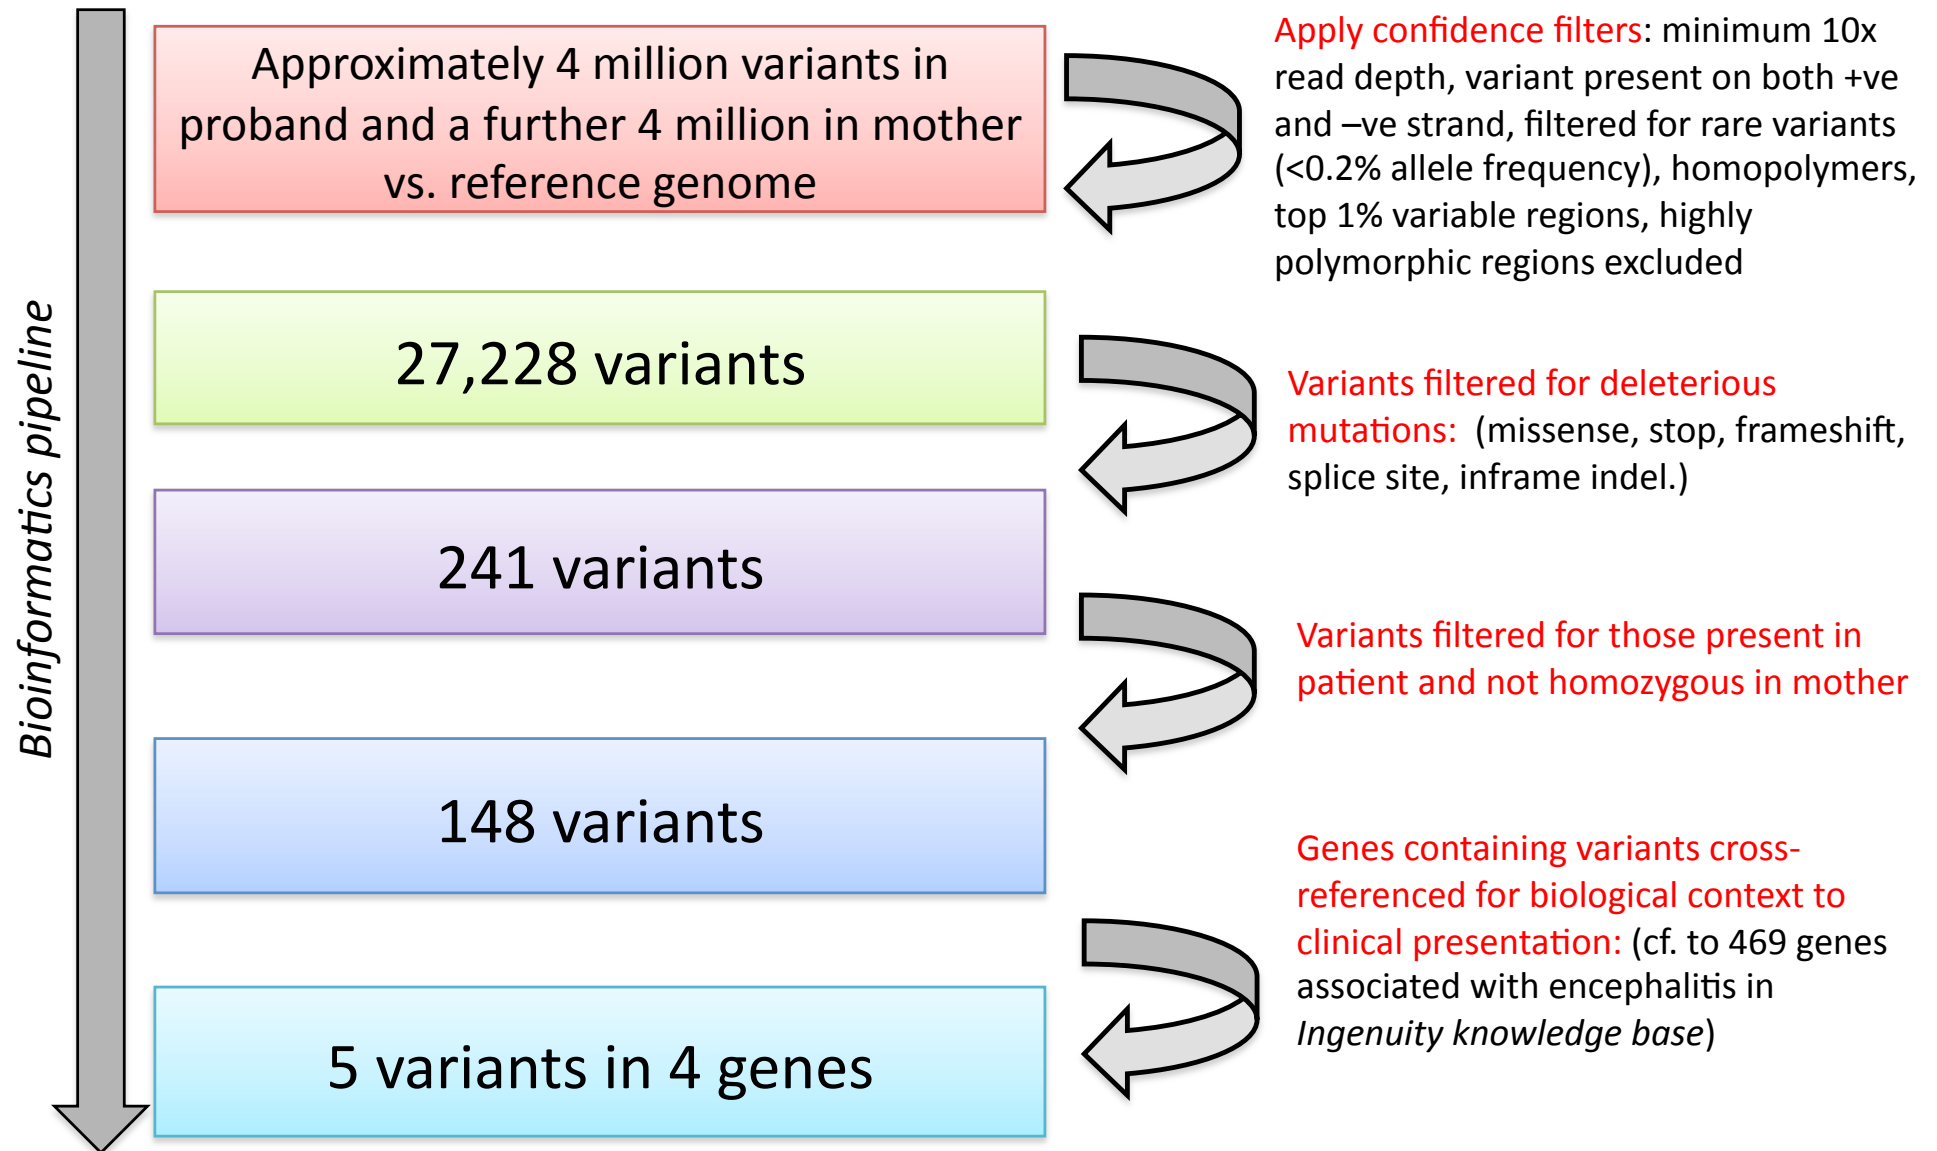 Bioinformatics pipeline
Approximately 4 million variants in
proband and a further 4 million in mother
vs. reference genome
Apply confidence filters: minimum 10x
read depth, variant present on both +ve
and –ve strand, filtered for rare variants
(<0.2% allele frequency), homopolymers,
top 1% variable regions, highly
polymorphic regions excluded
27,228 variants
Variants filtered for deleterious
mutations:  (missense, stop, frameshift,
splice site, inframe indel.)
241 variants
Variants filtered for those present in
patient and not homozygous in mother
148 variants
Genes containing variants cross-
referenced for biological context to
clinical presentation: (cf. to 469 genes
associated with encephalitis in
Ingenuity knowledge base)
5 variants in 4 genes